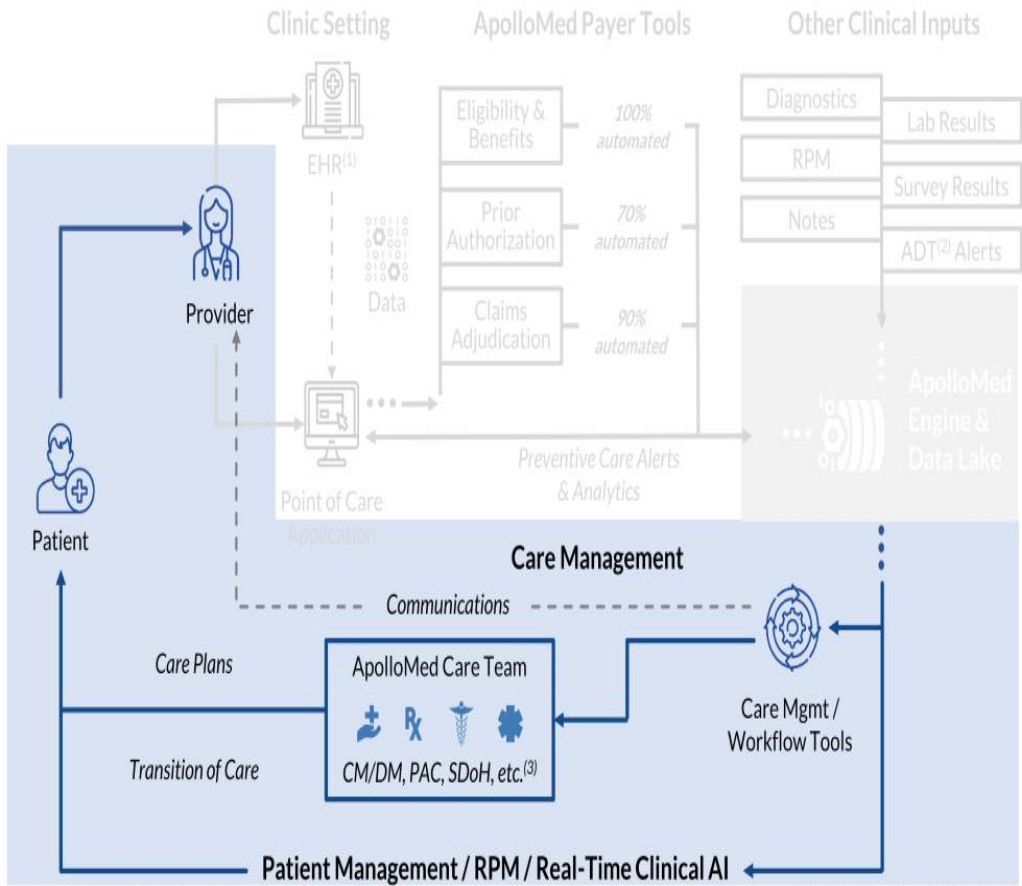 Clinic Setting
ApolloMed Payer Tools
Other Clinical Inputs
EHR(1)
Data
Eligibility &
Benefits
100%
automated
Prior
Authorization
70%
automated
Claims
Adjudication
90%
automated
Diagnostics
Lab Results
RPM
Survey Results
Notes
ADT(2) Alerts
Provider
Patient
Point of Care
Application
Preventive Care Alerts
& Analytics
ApolloMed
Engine &
Data Lake
Care Management
Communications
Care Plans
Transition of Care
ApolloMed Care Team
Rx
CM/DM, PAC, SDoH, etc.(3)
Care Mgmt /
Workflow Tools
Patient Management / RPM / Real-Time Clinical AI